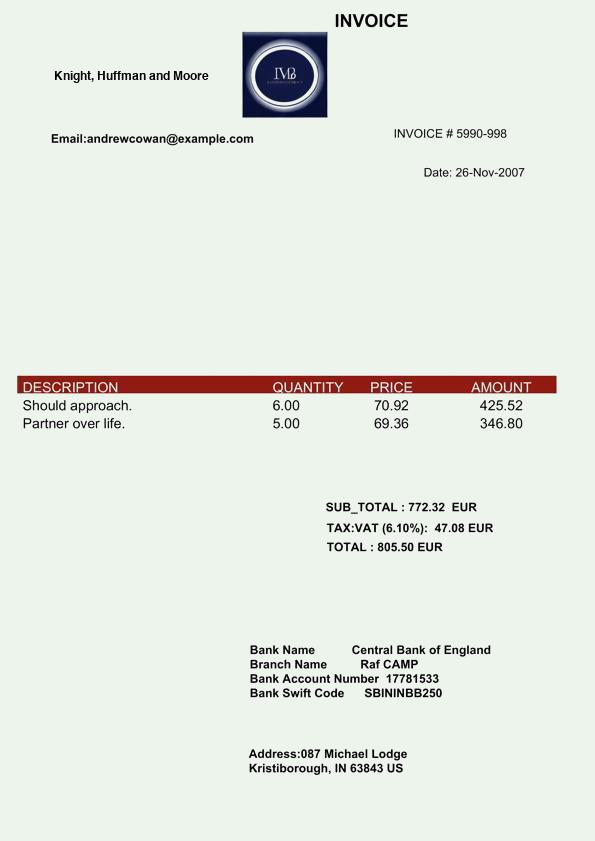 INVOICE
Knight, Huffman and Moore
Email:andrewcowan@example.com
INVOICE # 5990-998
Date: 26-Nov-2007
DESCRIPTION QUANTITY PRICE AMOUNT
Should approach. 6.00 70.92 425.52
Partner over life. 5.00 69.36 346.80
SUB_TOTAL : 772.32 EUR
TAX:VAT (6.10%): 47.08 EUR
TOTAL : 805.50 EUR
Bank Name Central Bank of England
Branch Name Raf CAMP
Bank Account Number 17781533
Bank Swift Code SBININBB250
Address:087 Michael Lodge
Kristiborough, IN 63843 US